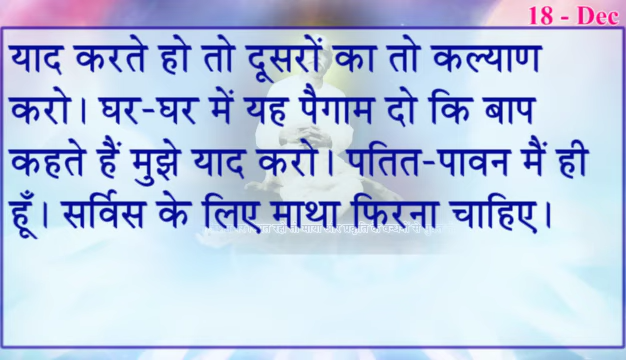 18 - Dec
याद करते हो तो दूसरों का तो कल्याण
करो। घर-घर में यह पैगाम दो कि बाप
कहते हैं मुझे याद करो। पतित-पावन मैं ही
हूँ। सर्विस के लिए माथा फिरना चाहिए।